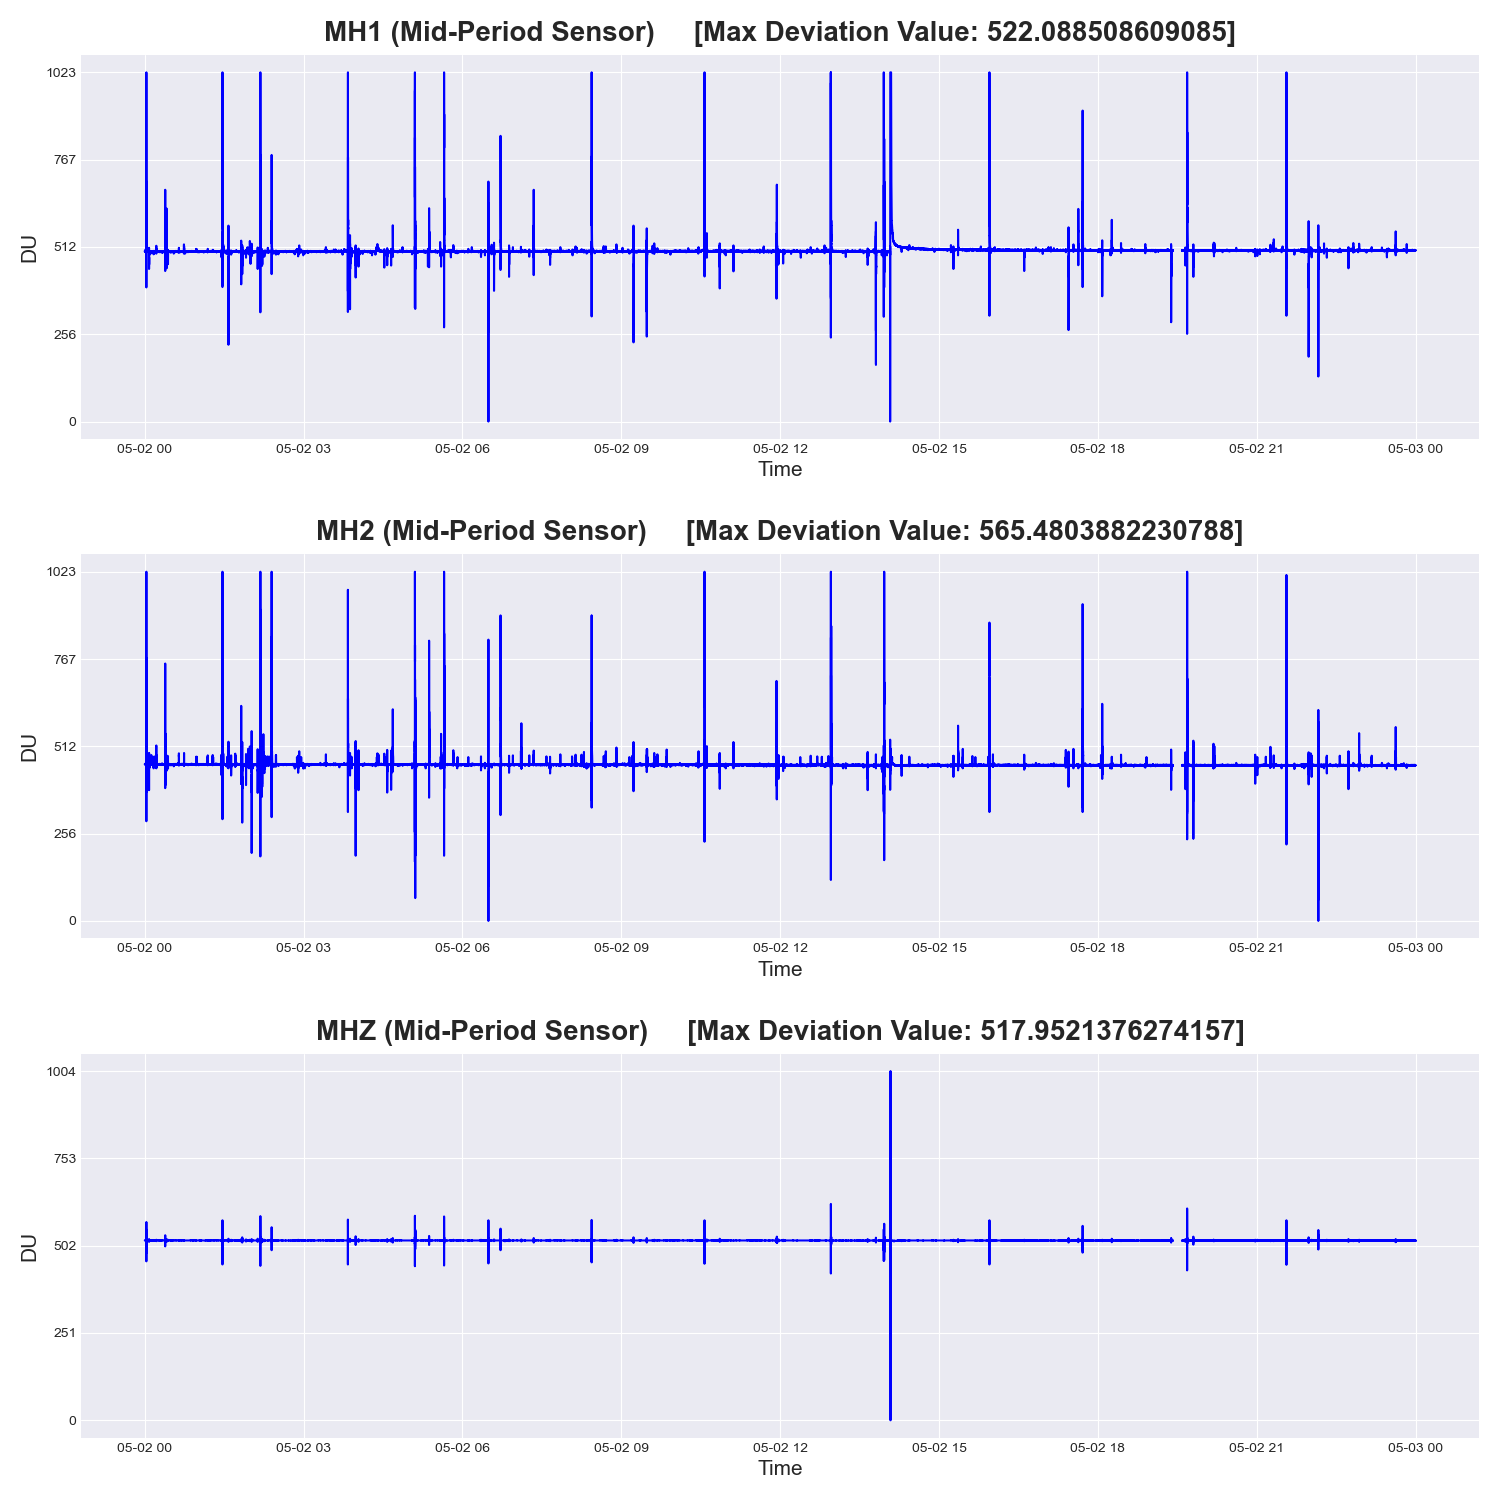 MH1 (Mid-Period Sensor) [Max Deviation Value: 522.088508609085]
1023
767
512
256
0
DU
05-02 00 05-02 03 05-02 06 05-02 09 05-02 12 05-02 15 05-02 18 05-02 21 05-03 00
Time
MH2 (Mid-Period Sensor) [Max Deviation Value: 565.4803882230788]
1023
767
512
256
0
DU
05-02 00 05-02 03 05-02 06 05-02 09 05-02 12 05-02 15 05-02 18 05-02 21 05-03 00
Time
MHZ (Mid-Period Sensor) [Max Deviation Value: 517.9521376274157]
1004
753
502
251
0
DU
05-02 00 05-02 03 05-02 06 05-02 09 05-02 12 05-02 15 05-02 18 05-02 21 05-03 00
Time